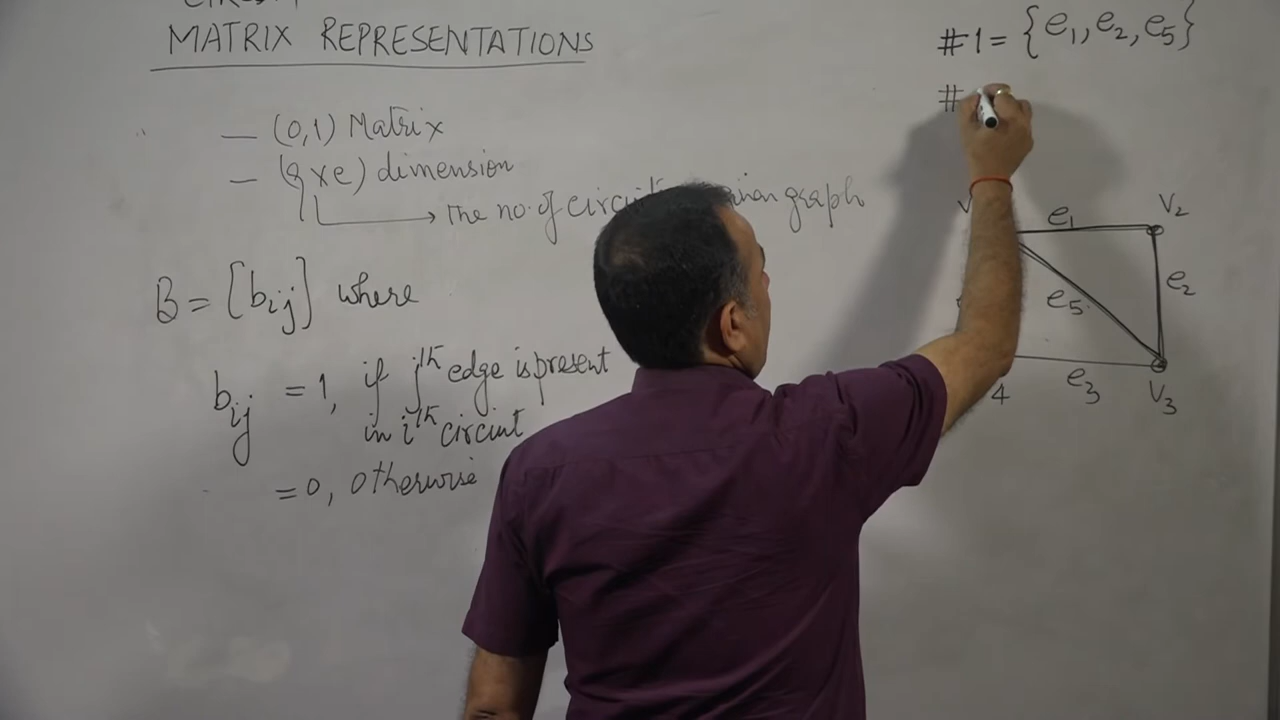 MATRIX REPRESENTATIONS
— (0,1) Matrix
— (q x e) dimension
→ The no. of graph
B = [bij] where
bij = 1, if jth edge is present
in ith circuit
= 0, otherwise
#1 = {e1, e2, e5}
#
V
e1
V2
e5
e2
4
e3
V3